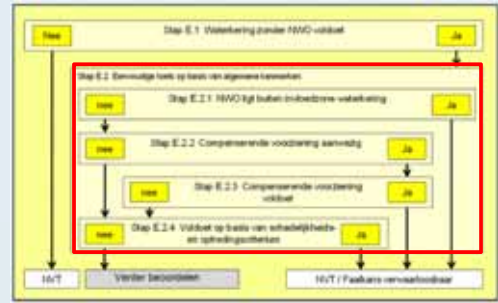 Stap E.1 Waterkering zonder NWO voldoet
Nee
Ja
Stap E.2 Eenvoudige toets op basis van algemene kenmerken
Stap E.2.1 NWO ligt buiten invloedzone waterkering
nee
Ja
Stap E.2.2 Compenserende voorziening aanwezig
nee
Ja
Stap E.2.3 Compenserende voorziening
voldoet
nee
Ja
Stap E.2.4 Voldoet op basis van schadelijkheids-
en optredingscriterium
nee
Ja
NVT
Verder beoordelen
NVT / Faalkans verwaarloosbaar